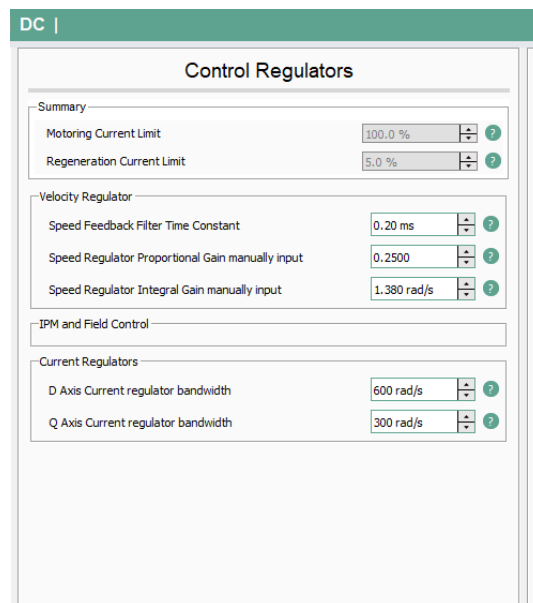 DC |
Control Regulators
Summary
Motoring Current Limit 100.0 % ?
Regeneration Current Limit 5.0 % ?
Velocity Regulator
Speed Feedback Filter Time Constant 0.20 ms ?
Speed Regulator Proportional Gain manually input 0.2500 ?
Speed Regulator Integral Gain manually input 1.380 rad/s ?
IPM and Field Control
Current Regulators
D Axis Current regulator bandwidth 600 rad/s ?
Q Axis Current regulator bandwidth 300 rad/s ?